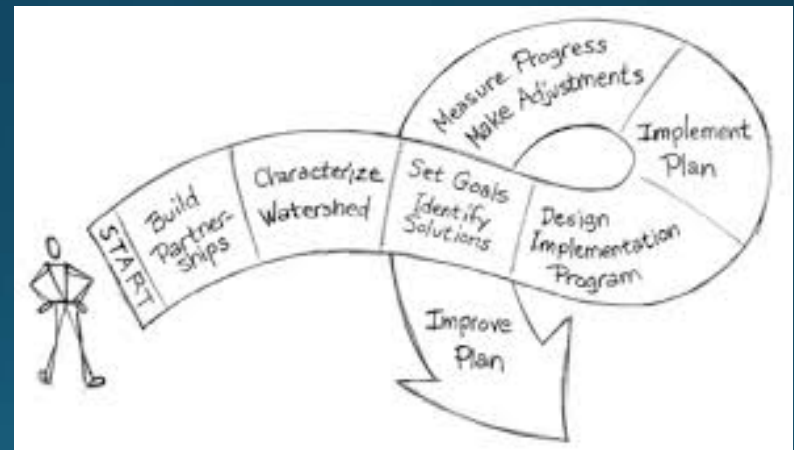 START
Build
Partner-
ships
Characterize
Watershed
Set Goals
Identify
Solutions
Design
Implementation
Program
Implement
Plan
Measure Progress
Make Adjustments
Improve
Plan